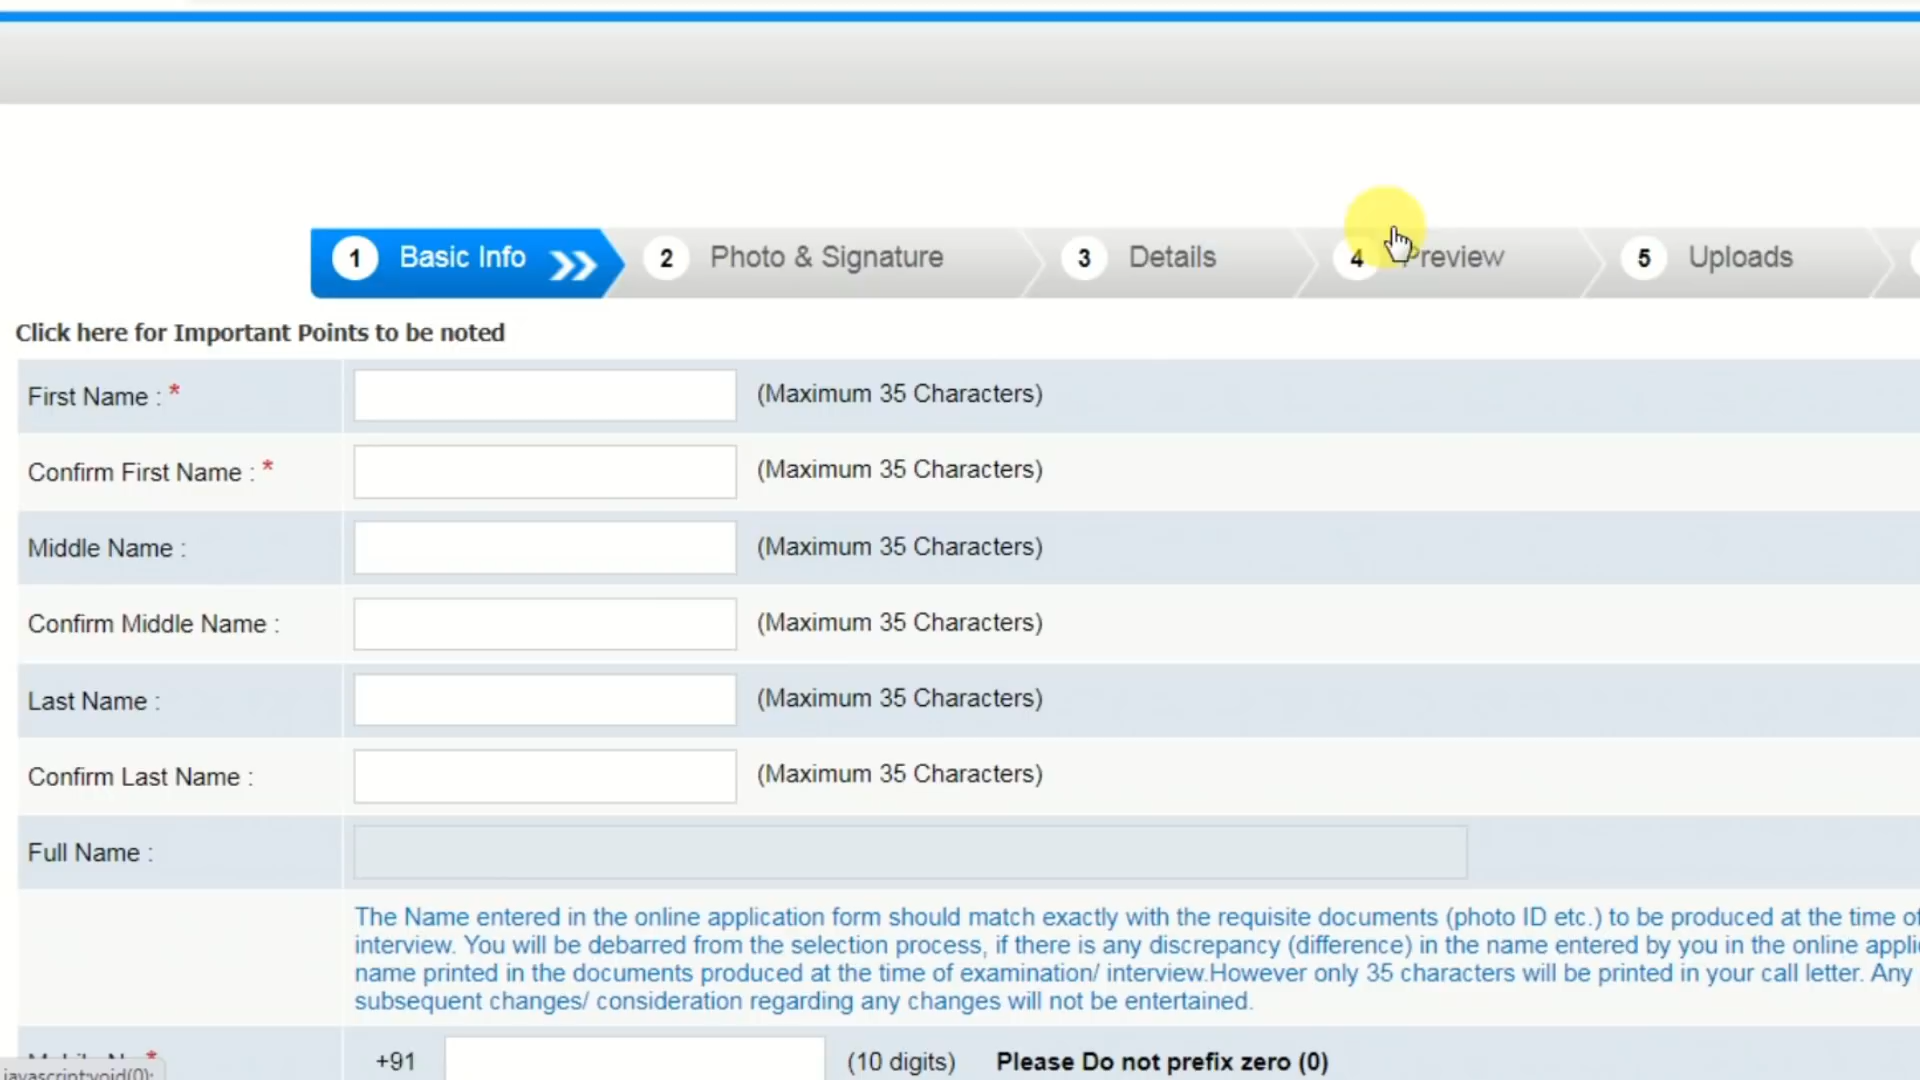 1 Basic Info 2 Photo & Signature 3 Details 4 Preview 5 Uploads
Click here for Important Points to be noted
First Name : * (Maximum 35 Characters)
Confirm First Name : * (Maximum 35 Characters)
Middle Name : (Maximum 35 Characters)
Confirm Middle Name : (Maximum 35 Characters)
Last Name : (Maximum 35 Characters)
Confirm Last Name : (Maximum 35 Characters)
Full Name :
The Name entered in the online application form should match exactly with the requisite documents (photo ID etc.) to be produced at the time of
interview. You will be debarred from the selection process, if there is any discrepancy (difference) in the name entered by you in the online
name printed in the documents produced at the time of examination/ interview.However only 35 characters will be printed in your call letter. Any
subsequent changes/ consideration regarding any changes will not be entertained.
* +91 (10 digits) Please Do not prefix zero (0)
javascript:void(0);